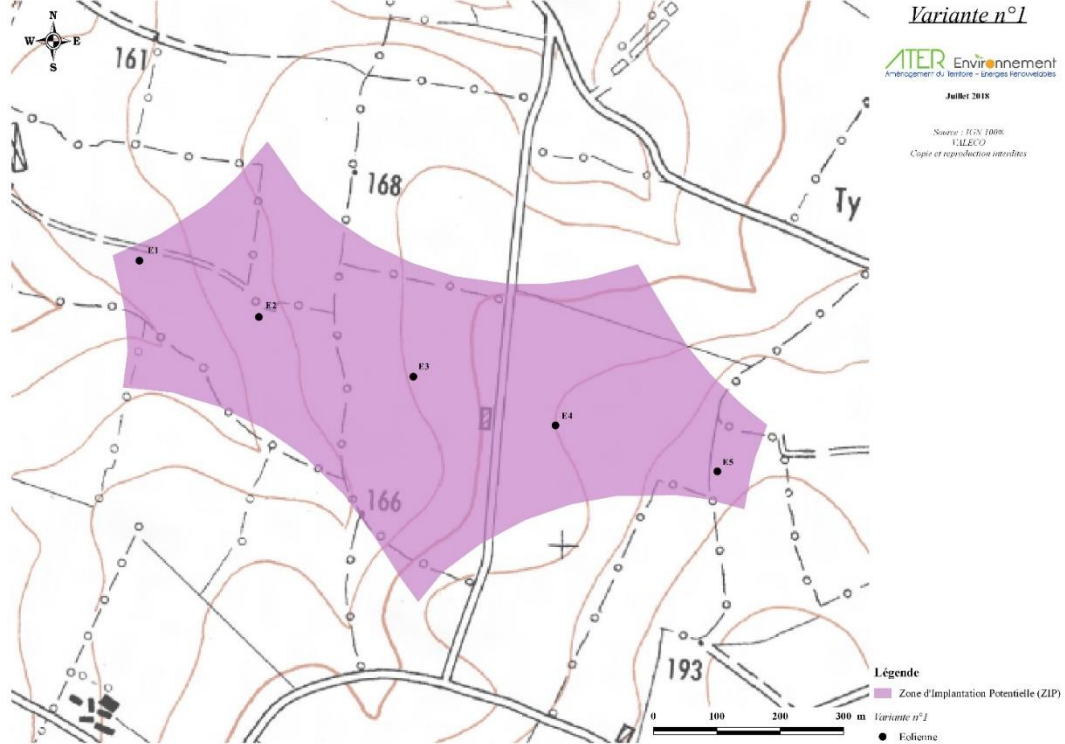 Variante n°1
ATER Environnement
Aménagement du Territoire – Energies Renouvelables
Juillet 2018
Source : IGN 100%
VALECO
Copie et reproduction interdites
N
W E
S
161
168
Ty
E1
E2
E3
E4
E5
166
193
0 100 200 300 m
Légende
Zone d'Implantation Potentielle (ZIP)
Variante n°1
Eolienne